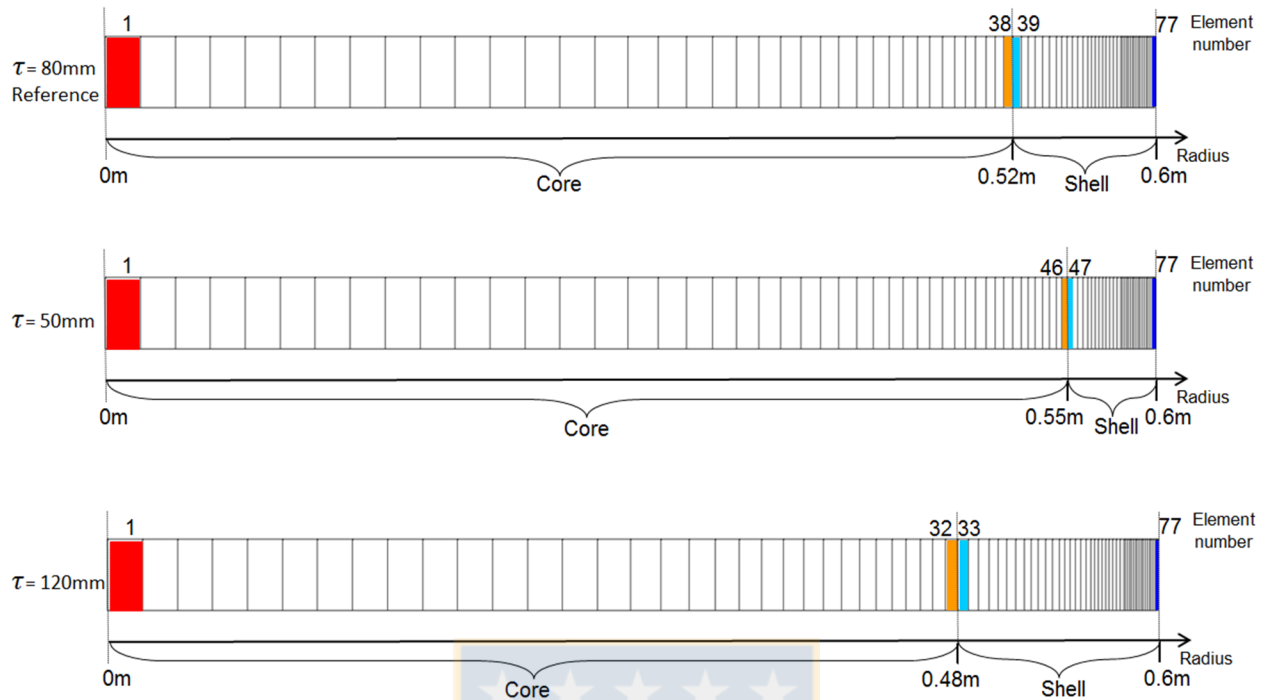 1
38 39
77 Element
number
τ = 80mm
Reference
Radius
0m
Core
0.52m
Shell
0.6m
1
46 47
77 Element
number
τ = 50mm
Radius
0m
Core
0.55m
Shell
0.6m
1
32 33
77 Element
number
τ = 120mm
Radius
0m
Core
0.48m
Shell
0.6m